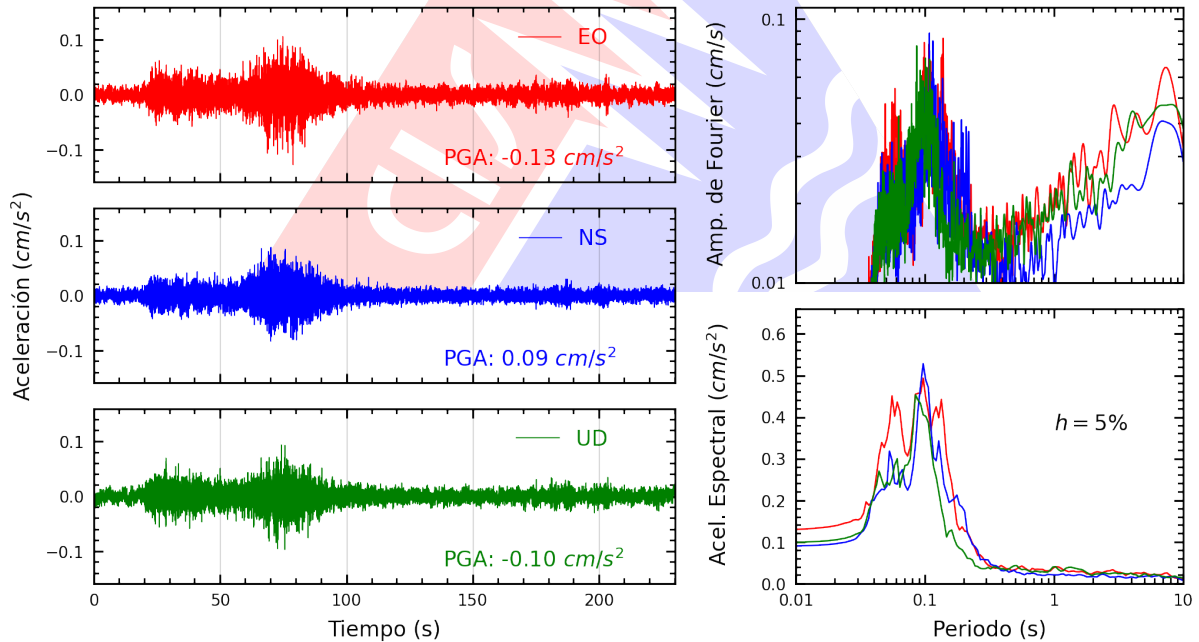 Aceleración (cm/s²)
0.1
0.0
−0.1
EO
PGA: -0.13 cm/s²
0.1
0.0
−0.1
NS
PGA: 0.09 cm/s²
0.1
0.0
−0.1
UD
PGA: -0.10 cm/s²
0
50
100
150
200
Tiempo (s)
Amp. de Fourier (cm/s)
0.1
0.01
Acel. Espectral (cm/s²)
0.6
0.5
0.4
0.3
0.2
0.1
0.0
h = 5%
0.01
0.1
1
10
Periodo (s)